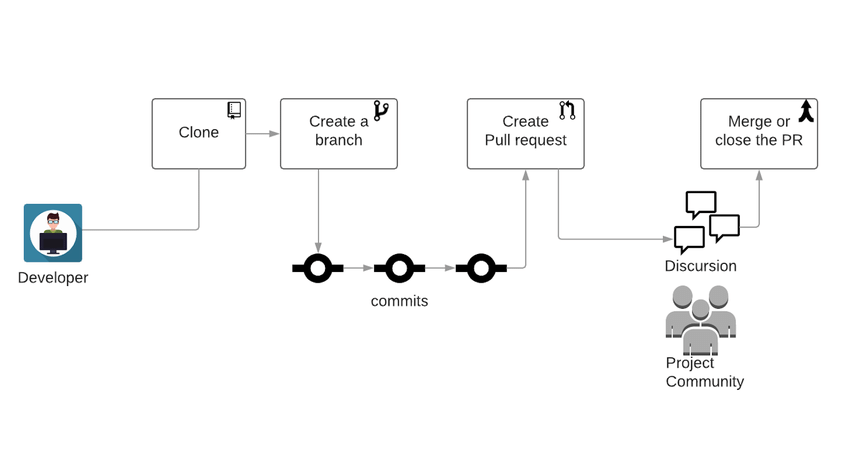 Clone
Create a
branch
Create
Pull request
Merge or
close the PR
Developer
commits
Discursion
Project
Community